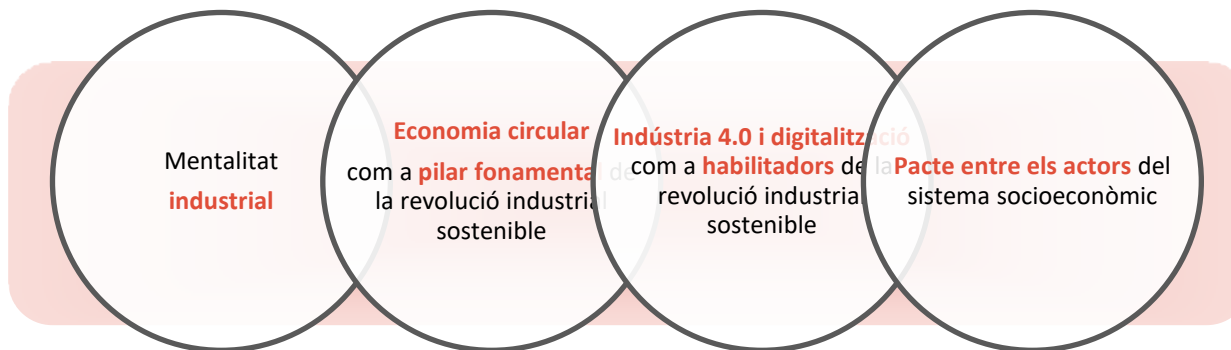 Mentalitat
industrial
Economia circular
com a pilar fonamental de
la revolució industrial
sostenible
Indústria 4.0 i digitalització
com a habilitadors de la
revolució industrial
sostenible
Pacte entre els actors del
sistema socioeconòmic